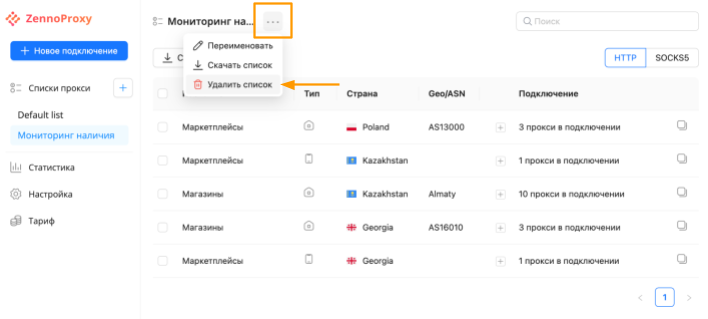 ZennoProxy
Мониторинг на...
Поиск
+ Новое подключение
Переименовать
Скачать список
Удалить список
HTTP
SOCKS5
Списки прокси
+
Default list
Мониторинг наличия
Статистика
Настройка
Тариф
Тип Страна Geo/ASN Подключение
Маркетплейсы Poland AS13000 + 3 прокси в подключении
Маркетплейсы Kazakhstan + 1 прокси в подключении
Магазины Kazakhstan Almaty + 10 прокси в подключении
Магазины Georgia AS16010 + 3 прокси в подключении
Маркетплейсы Georgia + 1 прокси в подключении
< 1 >